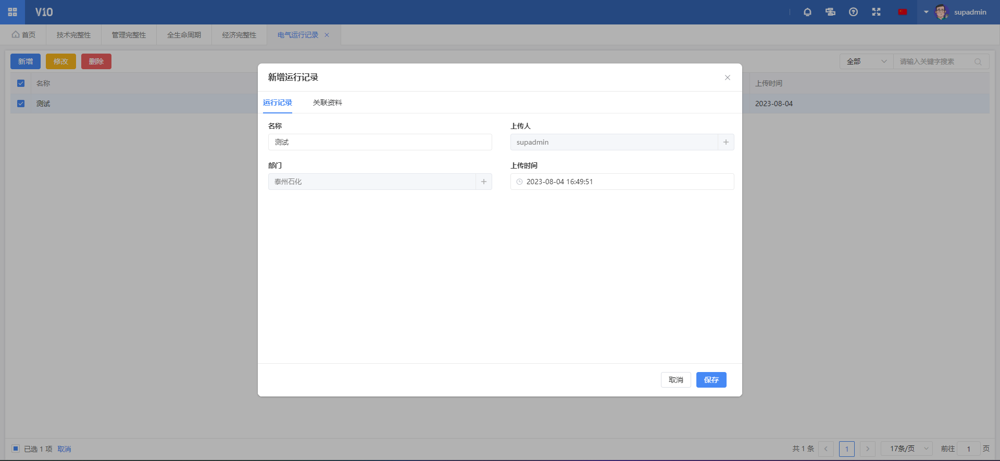 V10
supadmin
首页
技术完整性
管理完整性
全生命周期
经济完整性
电气运行记录
新增
修改
删除
全部
请输入关键字搜索
名称
上传时间
测试
2023-08-04
新增运行记录
运行记录
关联资料
名称
上传人
测试
supadmin
部门
上传时间
泰州石化
2023-08-04 16:49:51
取消
保存
已选 1 项 取消
共 1 条
1
17条/页
前往 1 页